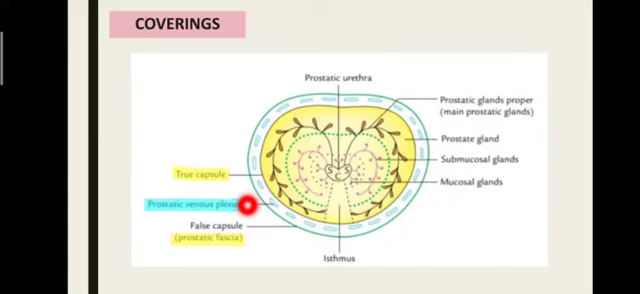 COVERINGS
Prostatic urethra
Prostatic glands proper
(main prostatic glands)
Prostate gland
Submucosal glands
Mucosal glands
True capsule
Prostatic venous plexu
False capsule
(prostatic fascia)
Isthmus
S S
C